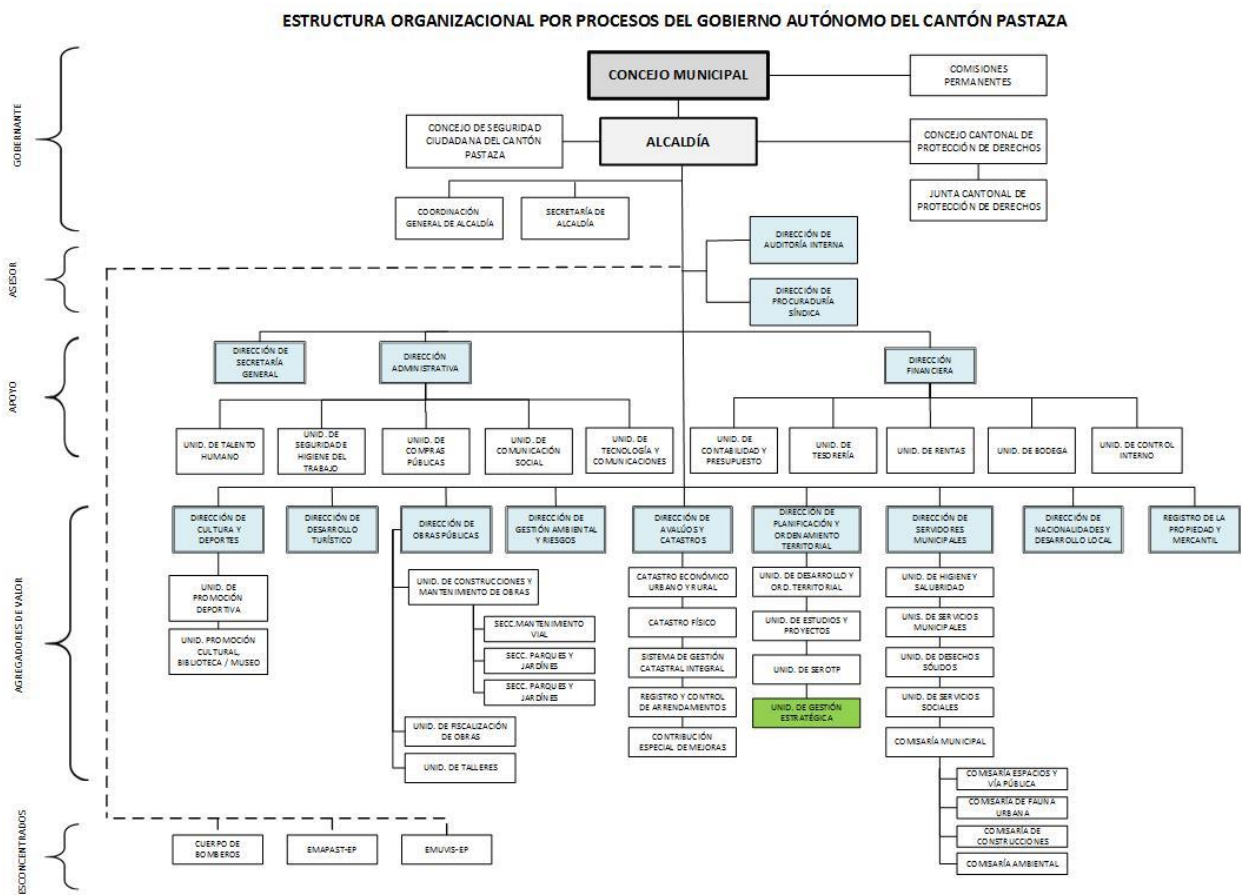 ESTRUCTURA ORGANIZACIONAL POR PROCESOS DEL GOBIERNO AUTÓNOMO DEL CANTÓN PASTAZA
GOBERNANTE
CONCEJO MUNICIPAL
COMISIONES
PERMANENTES
CONCEJO DE SEGURIDAD
CIUDADANA DEL CANTÓN
PASTAZA
ALCALDÍA
CONCEJO CANTONAL DE
PROTECCIÓN DE DERECHOS
JUNTA CANTONAL DE
PROTECCIÓN DE DERECHOS
COORDINACIÓN
GENERAL DE ALCALDÍA
SECRETARÍA DE
ALCALDÍA
ASESOR
DIRECCIÓN DE
AUDITORÍA INTERNA
DIRECCIÓN DE
PROCURADURÍA
SÍNDICA
APOYO
DIRECCIÓN DE
SECRETARÍA
GENERAL
DIRECCIÓN
ADMINISTRATIVA
DIRECCIÓN
FINANCIERA
UNID. DE TALENTO
HUMANO
UNID. DE
SEGURIDAD E
HIGIENE DEL
TRABAJO
UNID. DE
COMPRAS
PÚBLICAS
UNID. DE
COMUNICACIÓN
SOCIAL
UNID. DE
TECNOLOGÍA Y
COMUNICACIONES
UNID. DE
CONTABILIDAD Y
PRESUPUESTO
UNID. DE
TESORERÍA
UNID. DE RENTAS
UNID. DE BODEGA
UNID. DE CONTROL
INTERNO
AGREGADORES DE VALOR
DIRECCIÓN DE
CULTURA Y
DEPORTES
DIRECCIÓN DE
DESARROLLO
TURÍSTICO
DIRECCIÓN DE
OBRAS PÚBLICAS
DIRECCIÓN DE
GESTIÓN AMBIENTAL
Y RIESGOS
DIRECCIÓN DE
AVALÚOS Y
CATASTROS
DIRECCIÓN DE
PLANIFICACIÓN Y
ORDENAMIENTO
TERRITORIAL
DIRECCIÓN DE
SERVIDORES
MUNICIPALES
DIRECCIÓN DE
NACIONALIDADES Y
DESARROLLO LOCAL
REGISTRO DE LA
PROPIEDAD Y
MERCANTIL
UNID. DE
PROMOCIÓN
DEPORTIVA
UNID. PROMOCIÓN
CULTURAL,
BIBLIOTECA / MUSEO
UNID. DE CONSTRUCCIONES Y
MANTENIMIENTO DE OBRAS
SECC. MANTENIMIENTO
VIAL
SECC. PARQUES Y
JARDÍNES
SECC. PARQUES Y
JARDÍNES
UNID. DE FISCALIZACIÓN
DE OBRAS
UNID. DE TALLERES
CATASTRO ECONÓMICO
URBANO Y RURAL
CATASTRO FÍSICO
SISTEMA DE GESTIÓN
CATASTRAL INTEGRAL
REGISTRO Y CONTROL
DE ARRENDAMIENTOS
CONTRIBUCIÓN
ESPECIAL DE MEJORAS
UNID. DE DESARROLLO Y
ORD. TERRITORIAL
UNID. DE ESTUDIOS Y
PROYECTOS
UNID. DE SEROTP
UNID. DE GESTIÓN
ESTRATÉGICA
UNID. DE HIGIENE Y
SALUBRIDAD
UNIS. DE SERVICIOS
MUNICIPALES
UNID. DE DESECHOS
SÓLIDOS
UNID. DE SERVICIOS
SOCIALES
COMISARÍA MUNICIPAL
COMISARÍA ESPACIOS Y
VÍA PÚBLICA
COMISARÍA DE FAUNA
URBANA
COMISARÍA DE
CONSTRUCCIONES
COMISARÍA AMBIENTAL
ESCONCENTRADOS
CUERPO DE
BOMBEROS
EMAPAST-EP
EMUVIS-EP